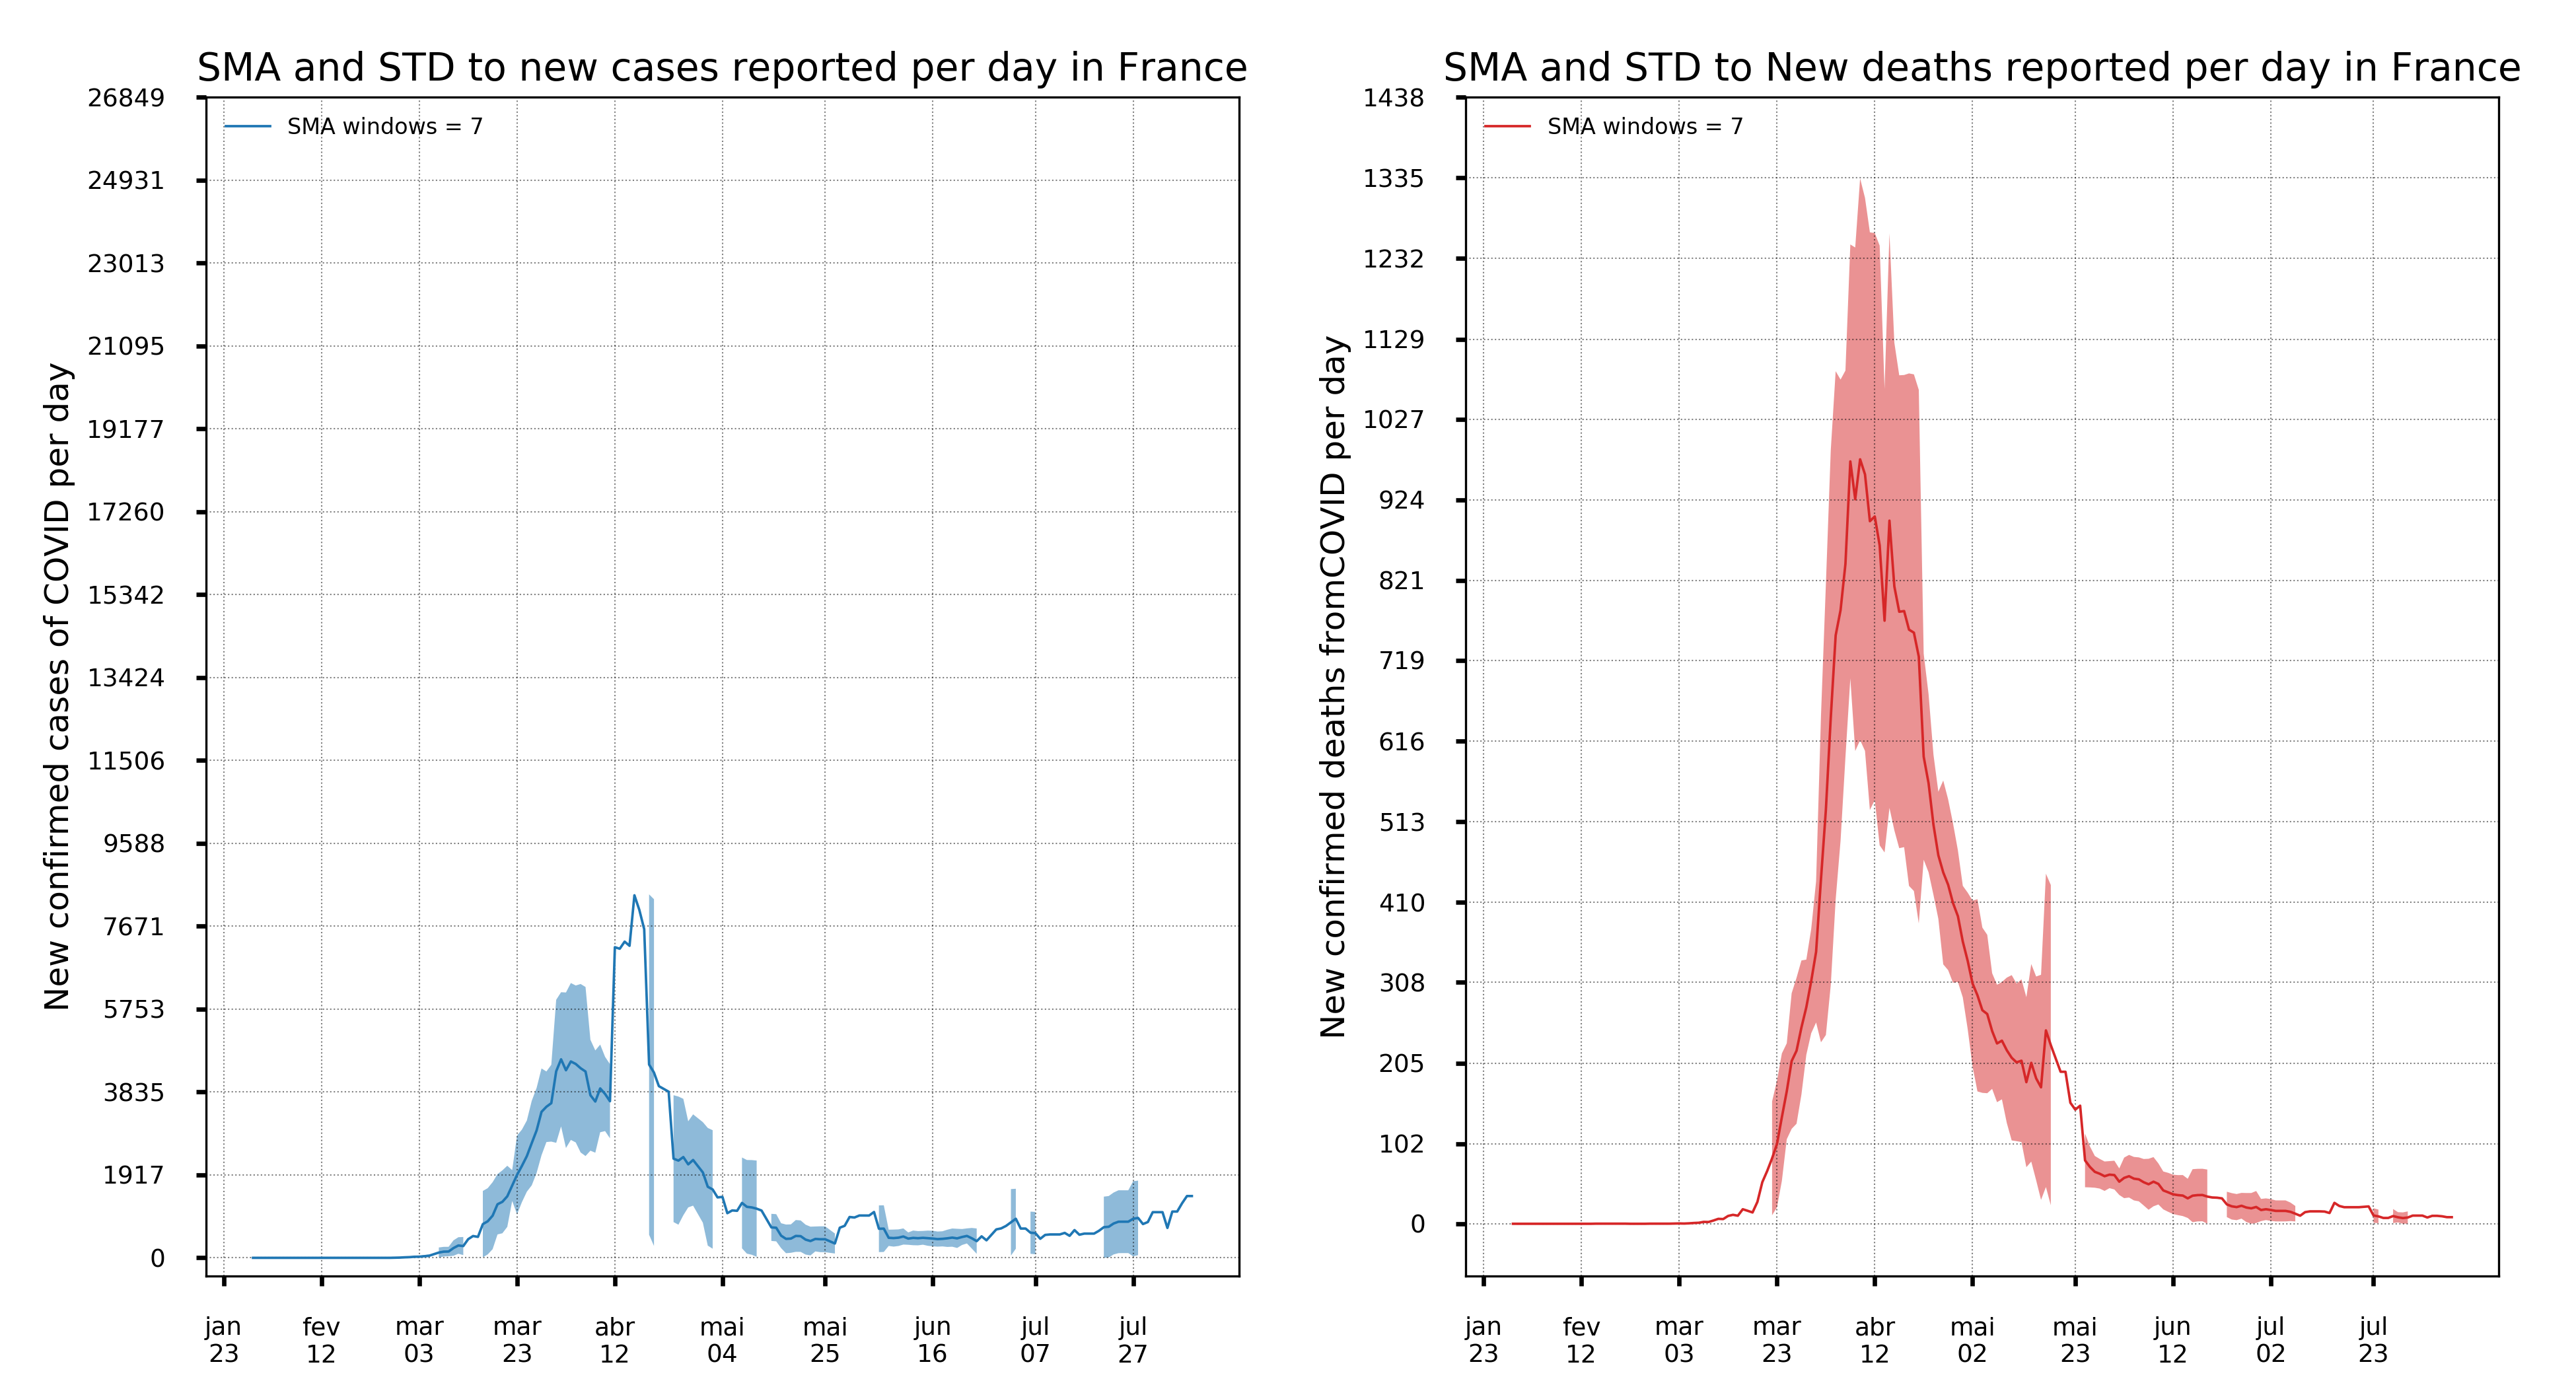 SMA and STD to new cases reported per day in France
SMA windows = 7
New confirmed cases of COVID per day
26849
24931
23013
21095
19177
17260
15342
13424
11506
9588
7671
5753
3835
1917
0
jan 23
fev 12
mar 03
mar 23
abr 12
mai 04
mai 25
jun 16
jul 07
jul 27
SMA and STD to New deaths reported per day in France
SMA windows = 7
New confirmed deaths fromCOVID per day
1438
1335
1232
1129
1027
924
821
719
616
513
410
308
205
102
0
jan 23
fev 12
mar 03
mar 23
abr 12
mai 02
mai 23
jun 12
jul 02
jul 23